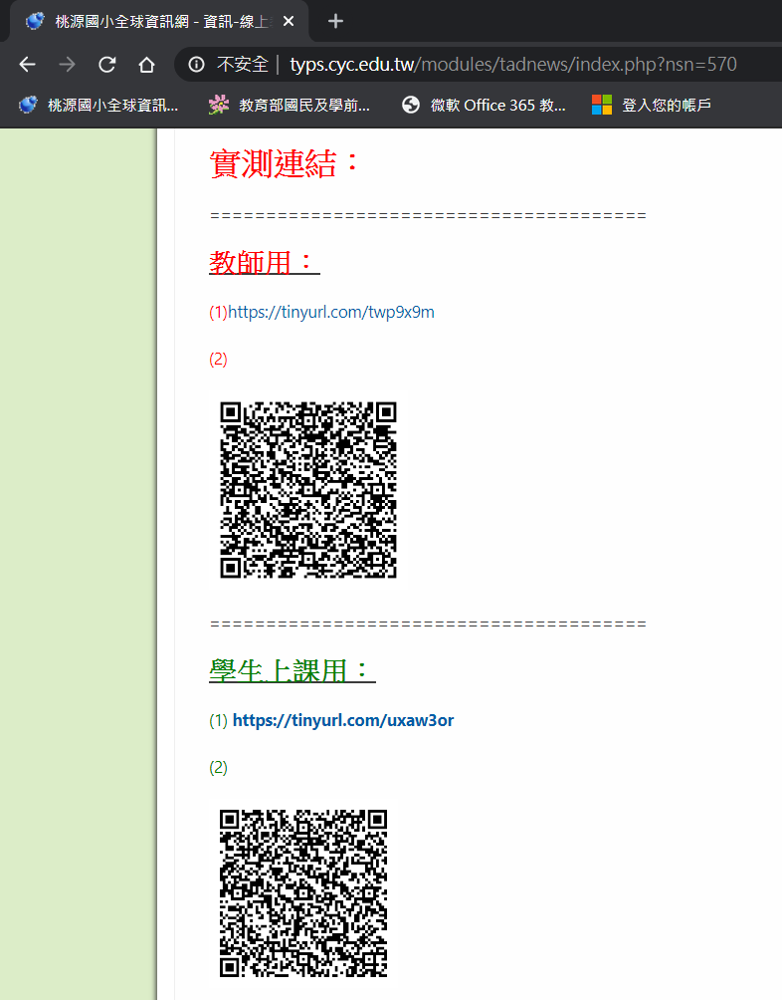 桃源國小全球資訊網 - 資訊-線上
不安全 | typs.cyc.edu.tw/modules/tadnews/index.php?nsn=570
桃源國小全球資訊... 教育部國民及學前... 微軟 Office 365 教... 登入您的帳戶
實測連結：
=======================================
教師用：
(1)https://tinyurl.com/twp9x9m
(2)
=======================================
學生上課用：
(1) https://tinyurl.com/uxaw3or
(2)